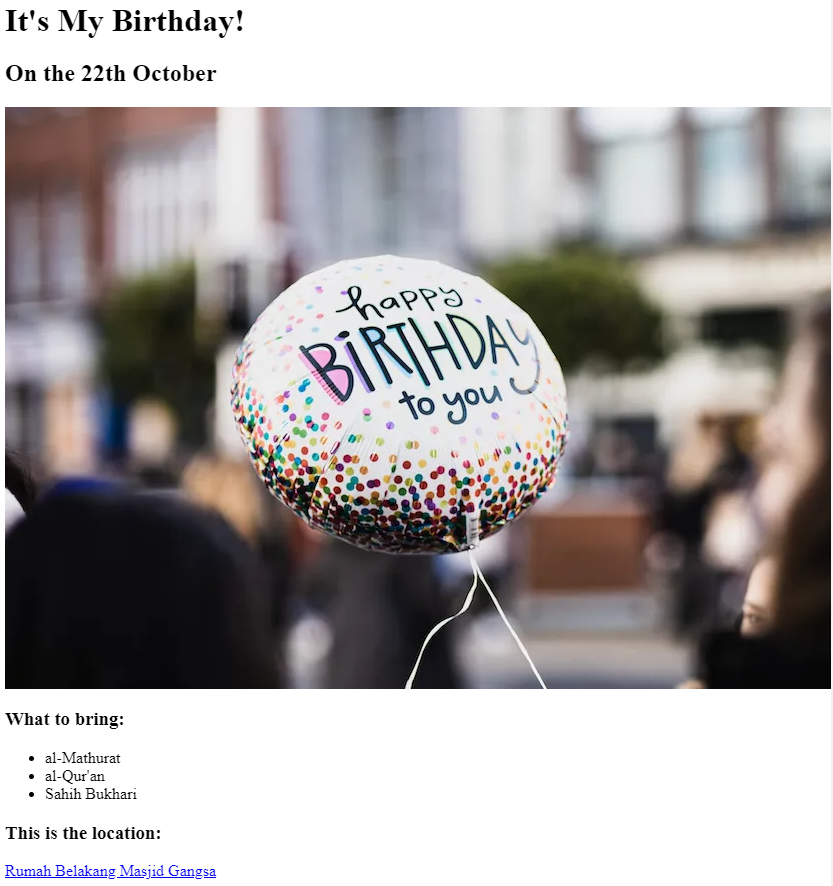 It's My Birthday!
On the 22th October
happy
BiRTHDAY
to you
What to bring:
al-Mathurat
al-Qur'an
Sahih Bukhari
This is the location:
Rumah Belakang Masjid Gangsa